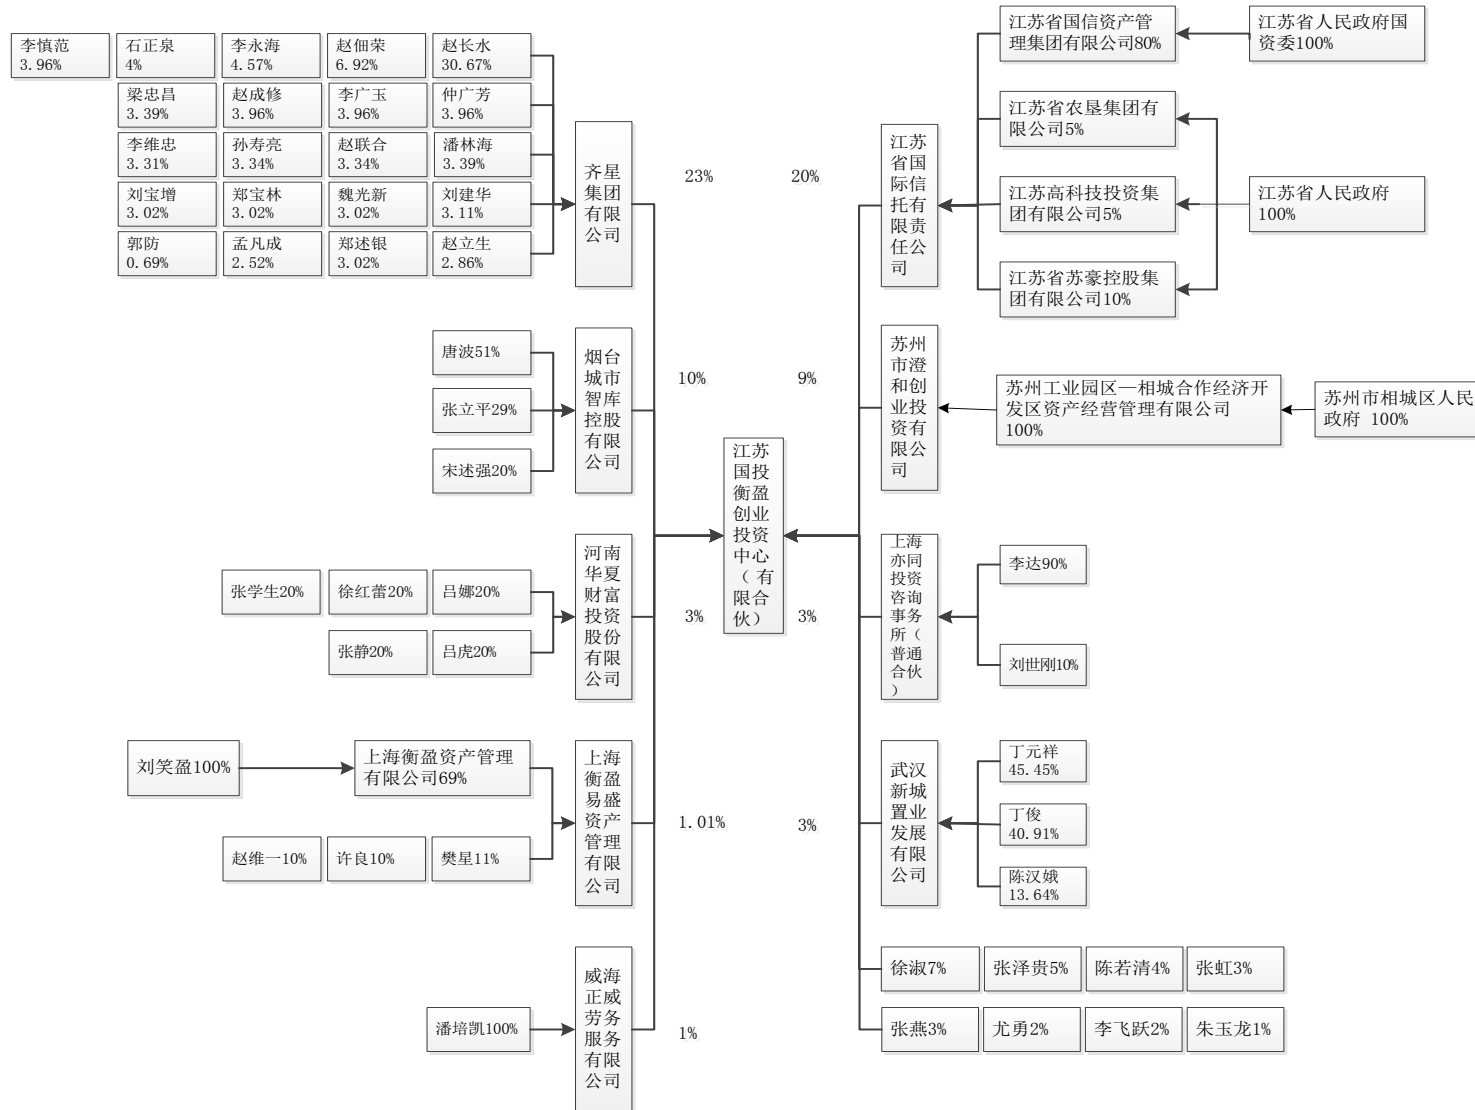 李慎范
3.96%
石正泉
4%
李永海
4.57%
赵佃荣
6.92%
赵长水
30.67%
梁忠昌
3.39%
赵成修
3.96%
李广玉
3.96%
仲广芳
3.96%
李维忠
3.31%
孙寿亮
3.34%
赵联合
3.34%
潘林海
3.39%
刘宝增
3.02%
郑宝林
3.02%
魏光新
3.02%
刘建华
3.11%
郭防
0.69%
孟凡成
2.52%
郑述银
3.02%
赵立生
2.86%
齐星
集团
有限
公司
23%
唐波51%
张立平29%
宋述强20%
烟台
城市
智库
控股
有限
公司
10%
张学生20%
徐红蕾20%
吕娜20%
张静20%
吕虎20%
河南
华夏
财富
投资
股份
有限
公司
3%
刘笑盈100%
上海衡盈资产管理
有限公司69%
赵维一10%
许良10%
樊星11%
上海
衡盈
易盛
资产
管理
有限
公司
1.01%
潘培凯100%
威海
正威
劳务
服务
有限
公司
1%
江苏
国投
衡盈
创业
投资
中心
（有
限合
伙）
20%
江苏
省国
际信
托有
限责
任公
司
江苏省国信资产管
理集团有限公司80%
江苏省人民政府国
资委100%
江苏省农垦集团有
限公司5%
江苏高科技投资集
团有限公司5%
江苏省人民政府
100%
江苏省苏豪控股集
团有限公司10%
9%
苏州
市澄
和创
业投
资有
限公
司
苏州工业园区—相城合作经济开
发区资产经营管理有限公司
100%
苏州市相城区人民
政府 100%
3%
上海
亦同
投资
咨询
事务
所（
普通
合伙
）
李达90%
刘世刚10%
3%
武汉
新城
置业
发展
有限
公司
丁元祥
45.45%
丁俊
40.91%
陈汉娥
13.64%
徐淑7%
张泽贵5%
陈若清4%
张虹3%
张燕3%
尤勇2%
李飞跃2%
朱玉龙1%